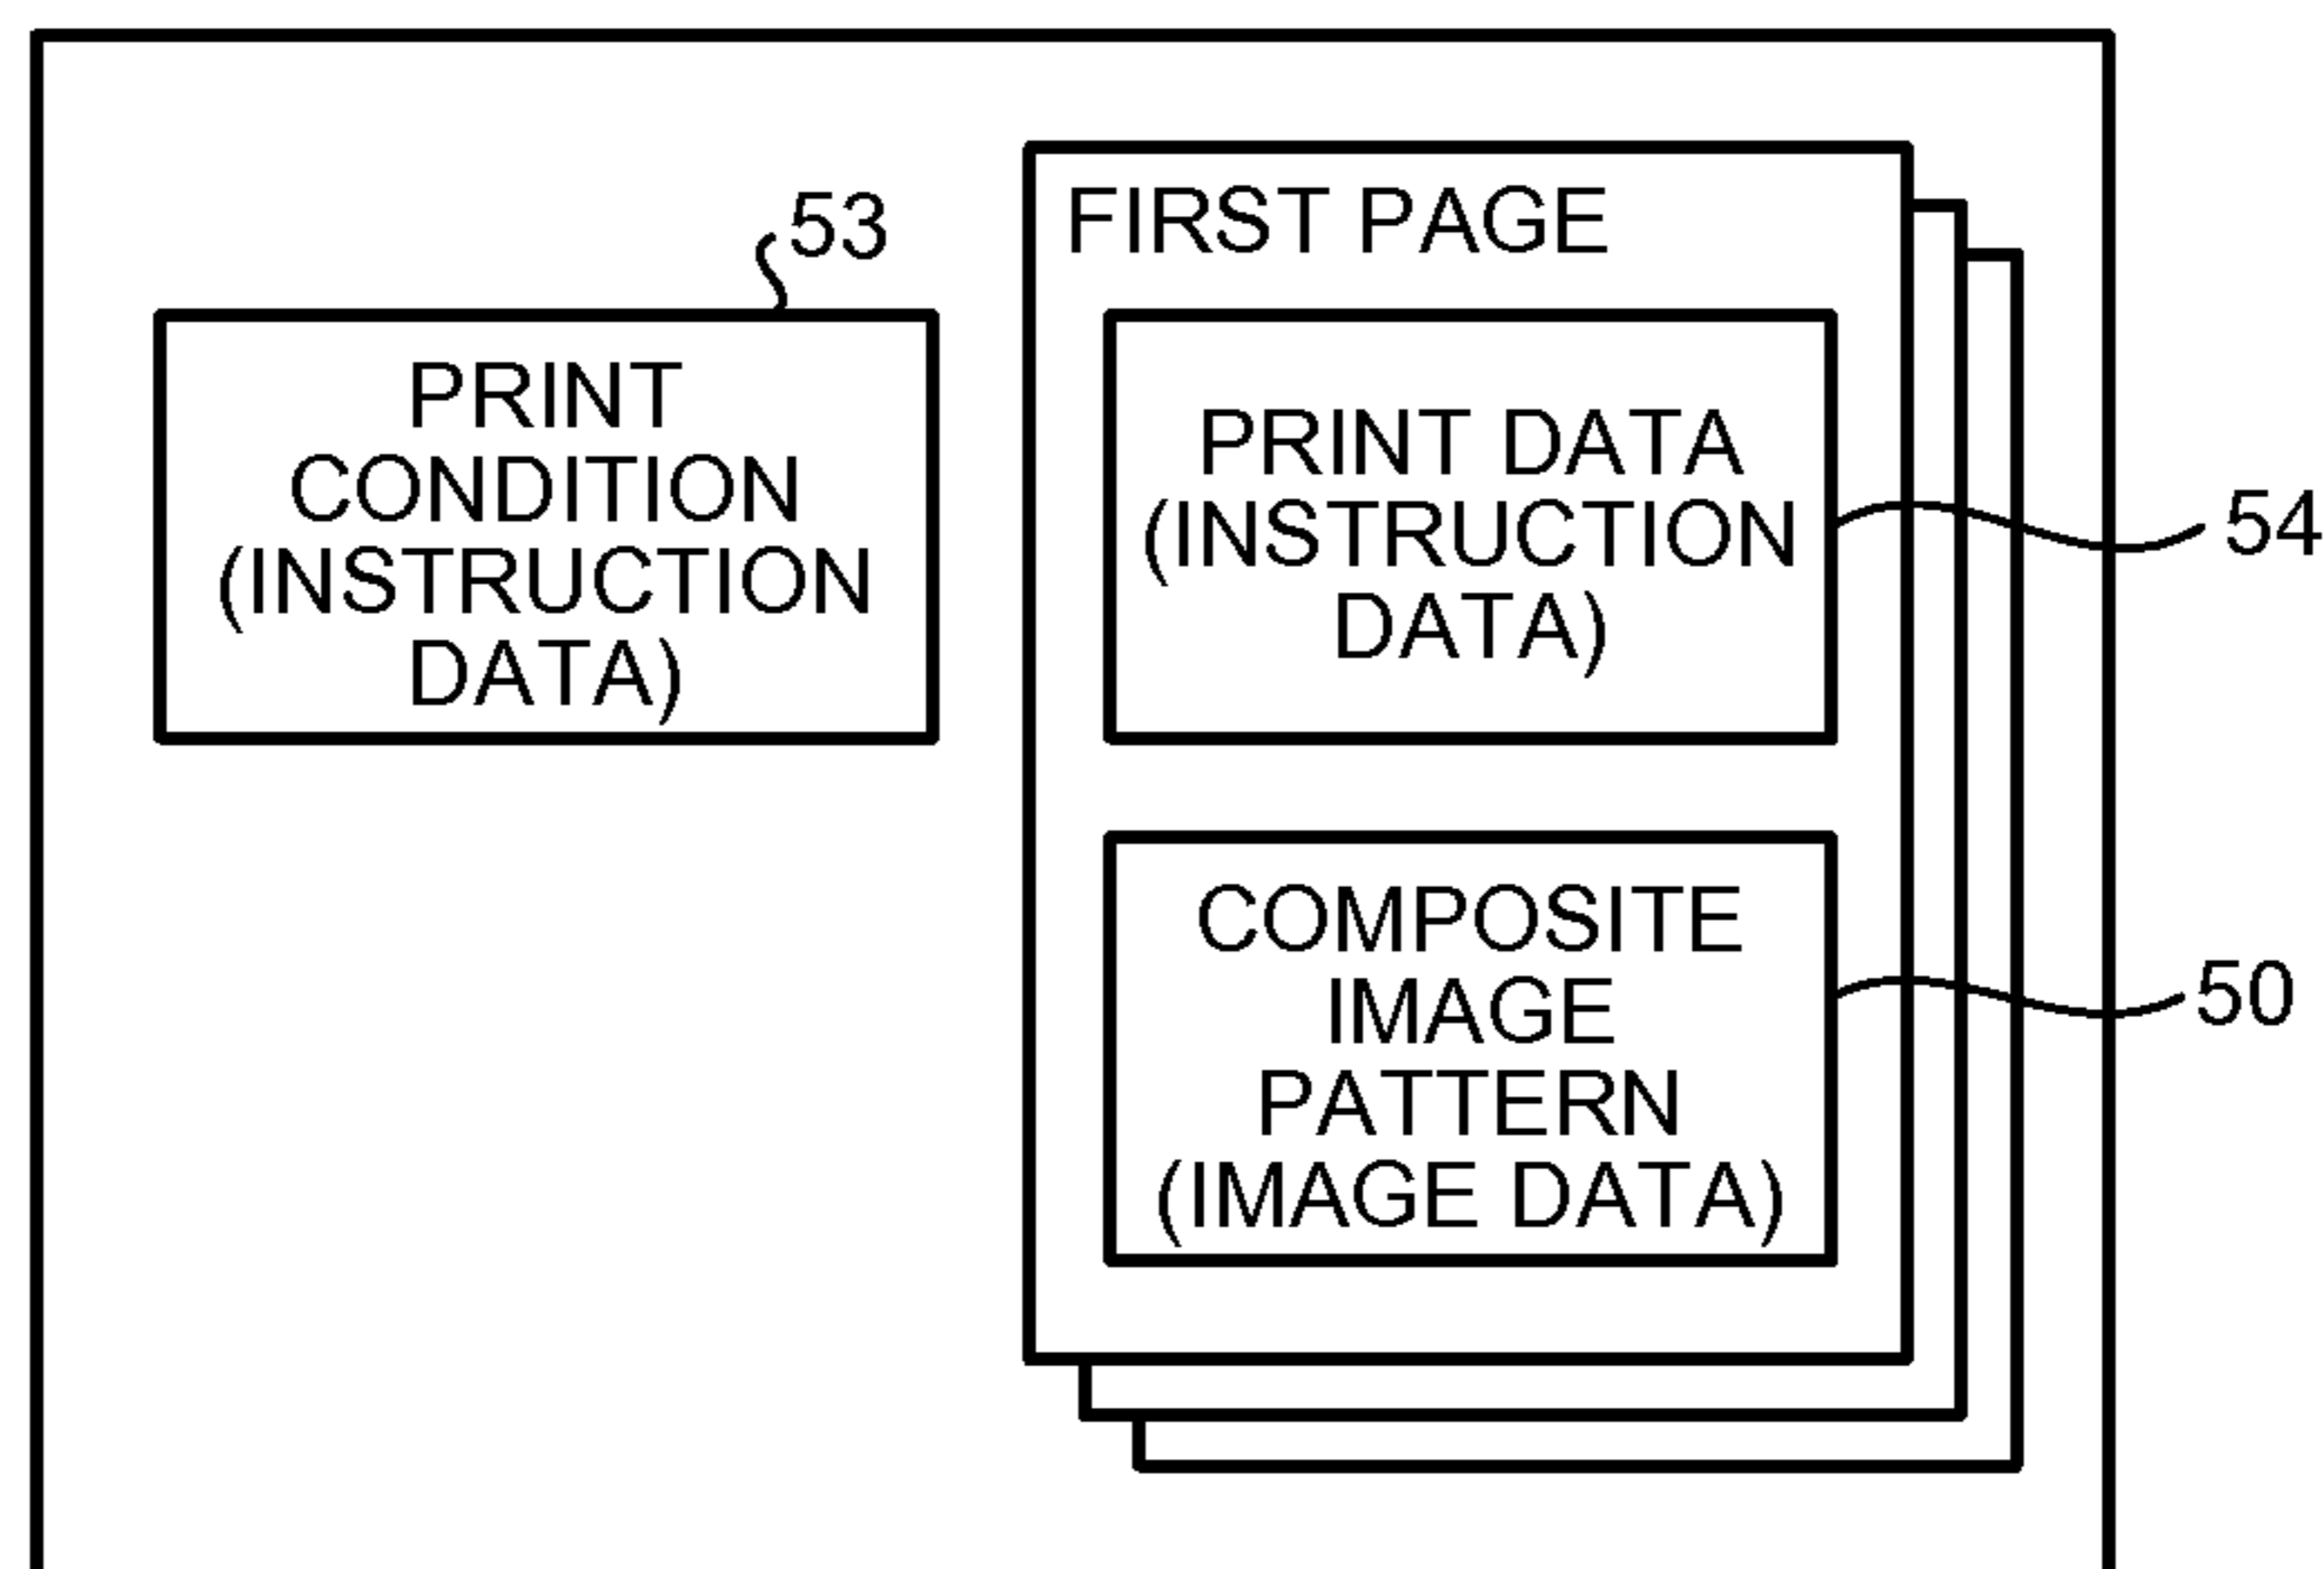 53
PRINT
CONDITION
(INSTRUCTION
DATA)
FIRST PAGE
PRINT DATA
(INSTRUCTION
DATA)
54
COMPOSITE
IMAGE
PATTERN
(IMAGE DATA)
50